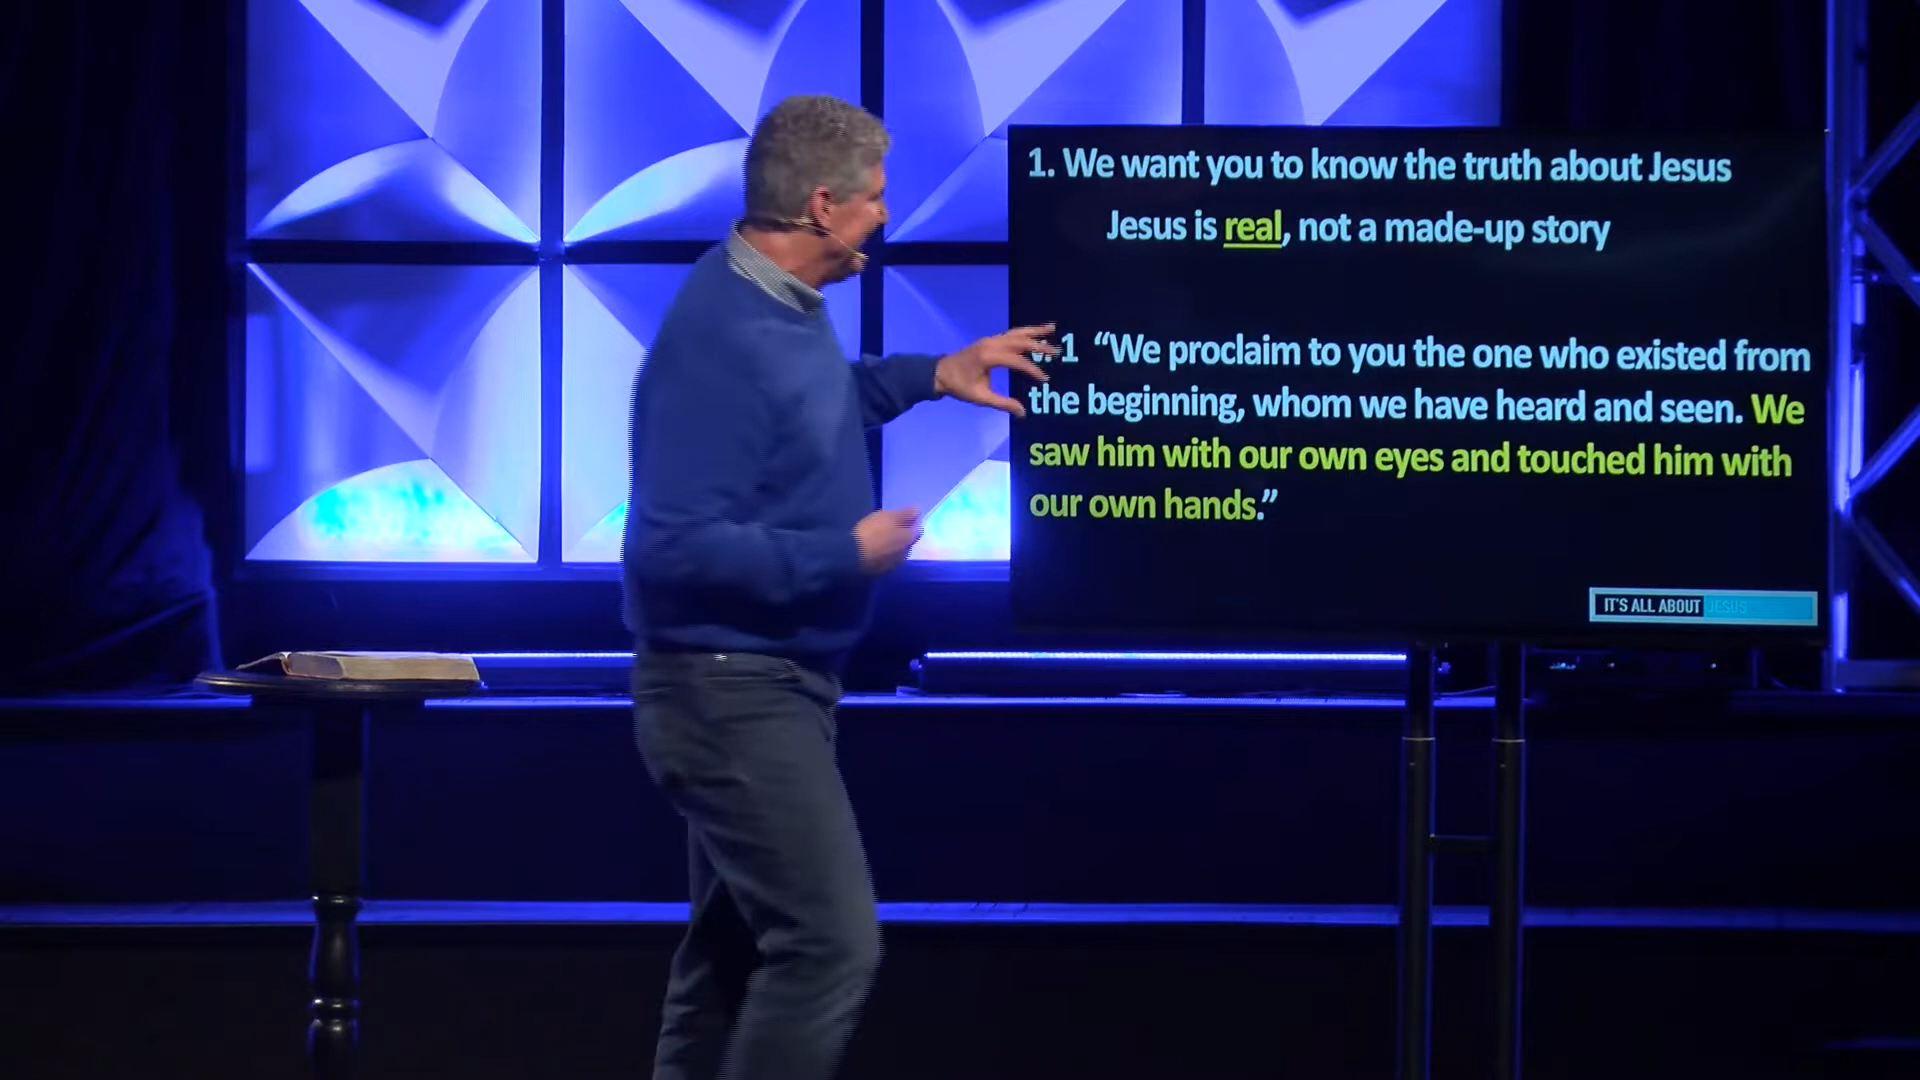 1. We want you to know the truth about Jesus
Jesus is real, not a made-up story
v. 1 “We proclaim to you the one who existed from
the beginning, whom we have heard and seen. We
saw him with our own eyes and touched him with
our own hands.”
IT'S ALL ABOUT JESUS